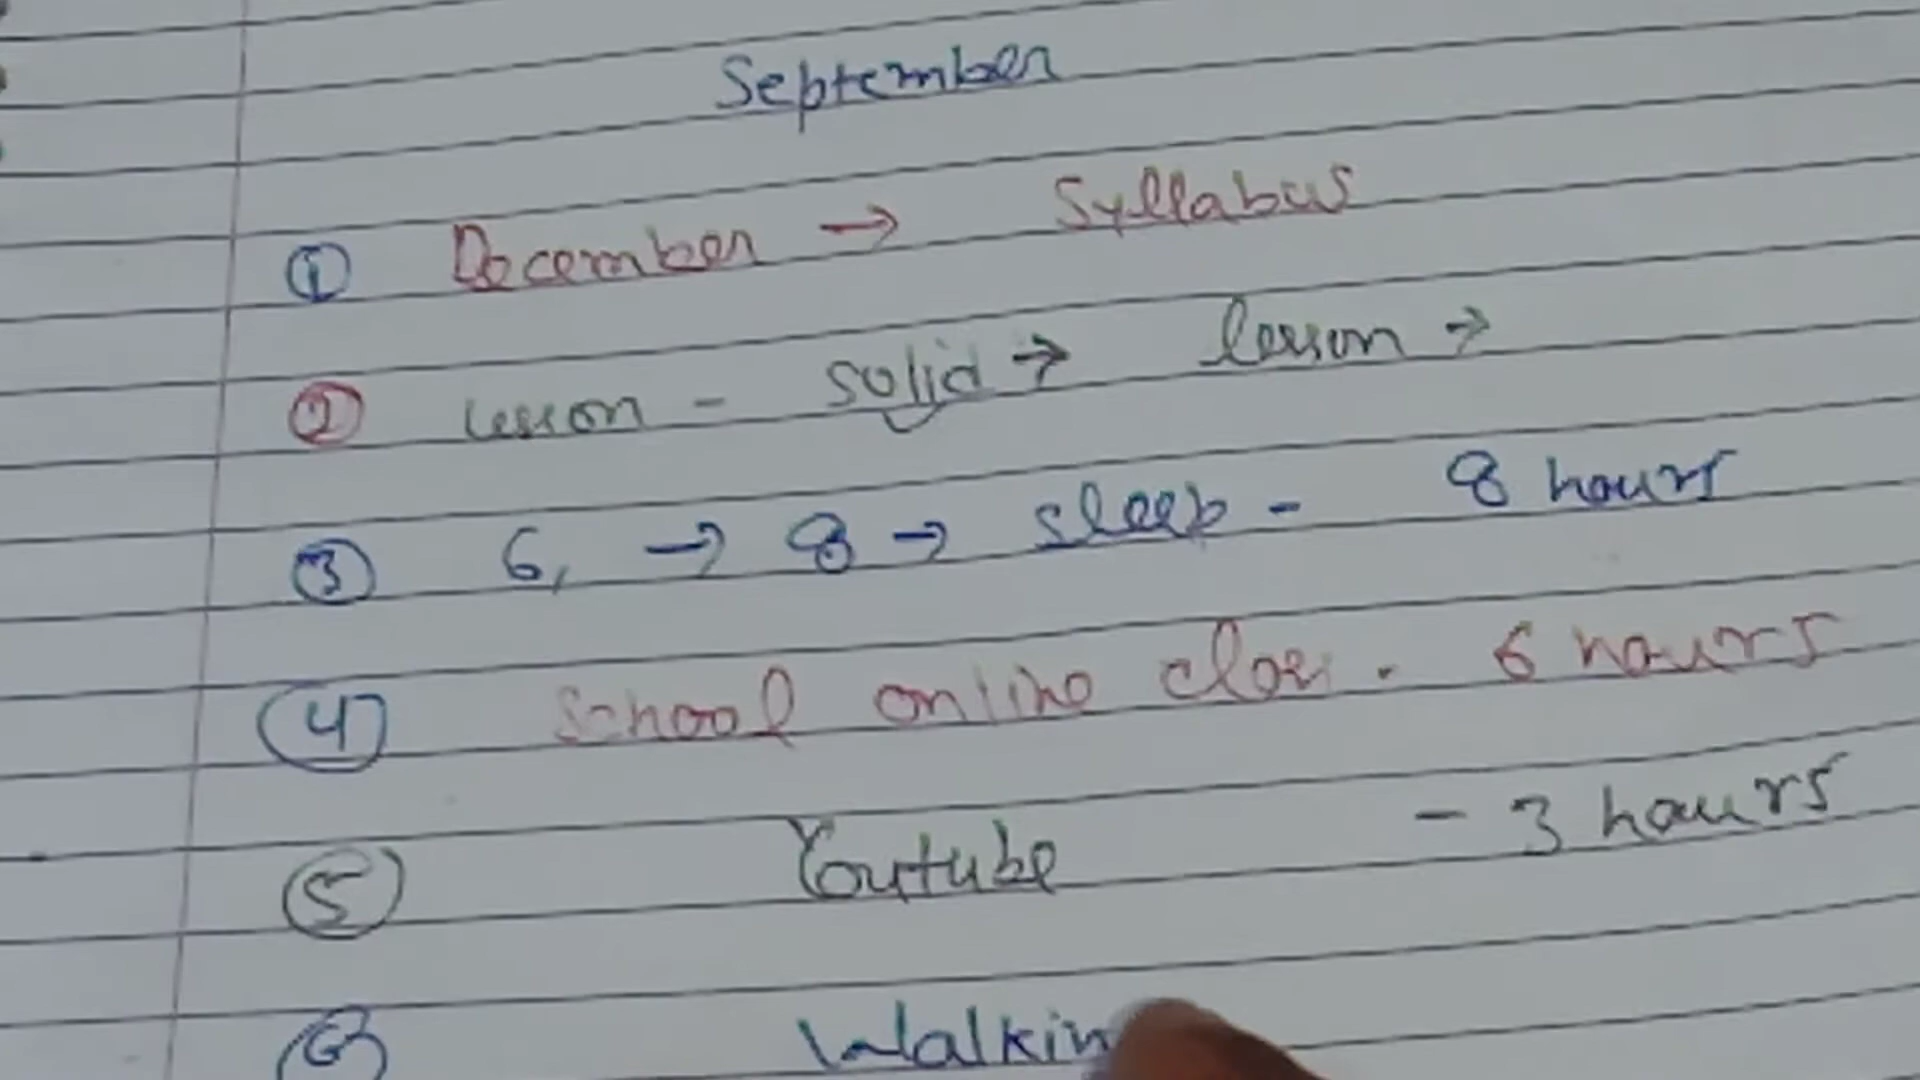 September
① December → Syllabus
② lesson - solid → lesson →
③ 6, → 8 → sleep - 8 hours
④ School online clas. 6 hours
⑤ Youtube - 3 hours
⑥ Walkin